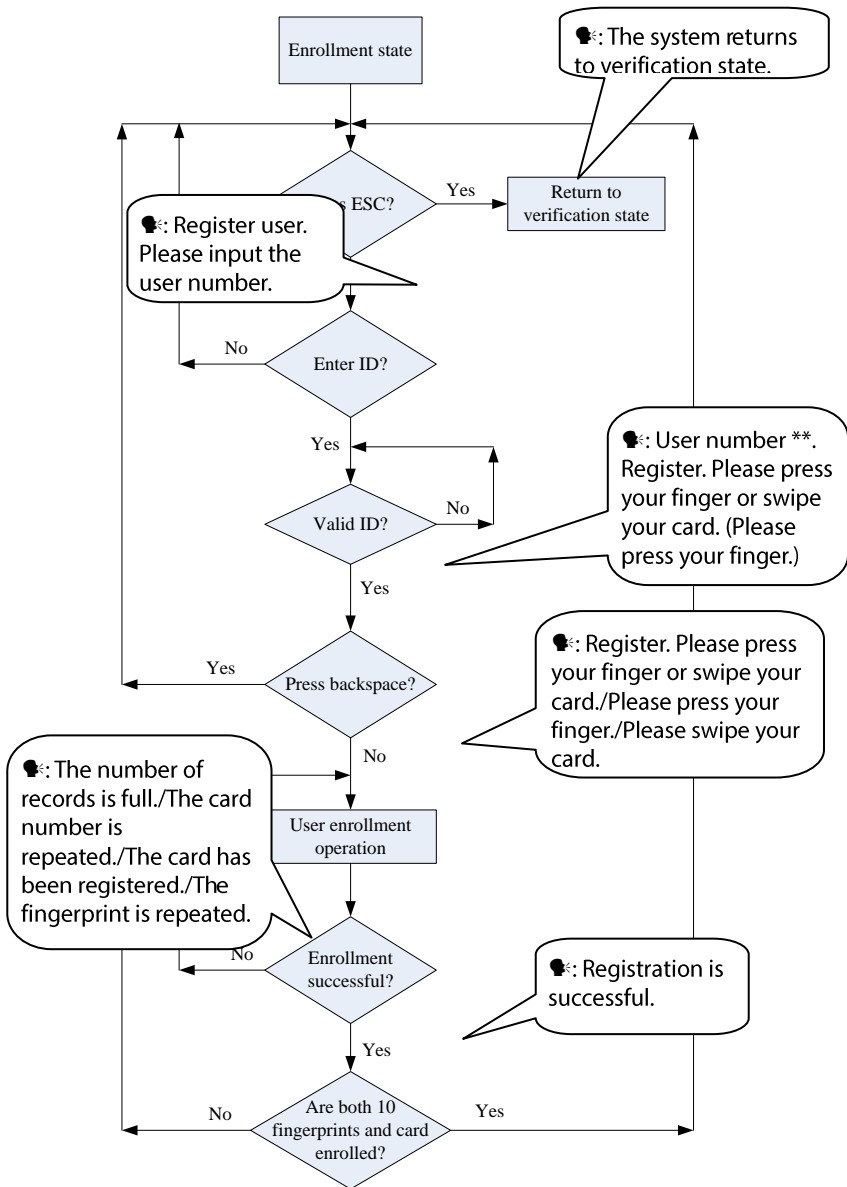 Enrollment state
🗣: The system returns
to verification state.
s ESC?
Yes
Return to
verification state
🗣: Register user.
Please input the
user number.
No
Enter ID?
Yes
🗣: User number **.
Register. Please press
your finger or swipe
your card. (Please
press your finger.)
Valid ID?
No
Yes
🗣: Register. Please press
your finger or swipe your
card./Please press your
finger./Please swipe your
card.
Yes
Press backspace?
No
🗣: The number of
records is full./The card
number is
repeated./The card has
been registered./The
fingerprint is repeated.
User enrollment
operation
No
Enrollment
successful?
🗣: Registration is
successful.
Yes
No
Are both 10
fingerprints and card
enrolled?
Yes